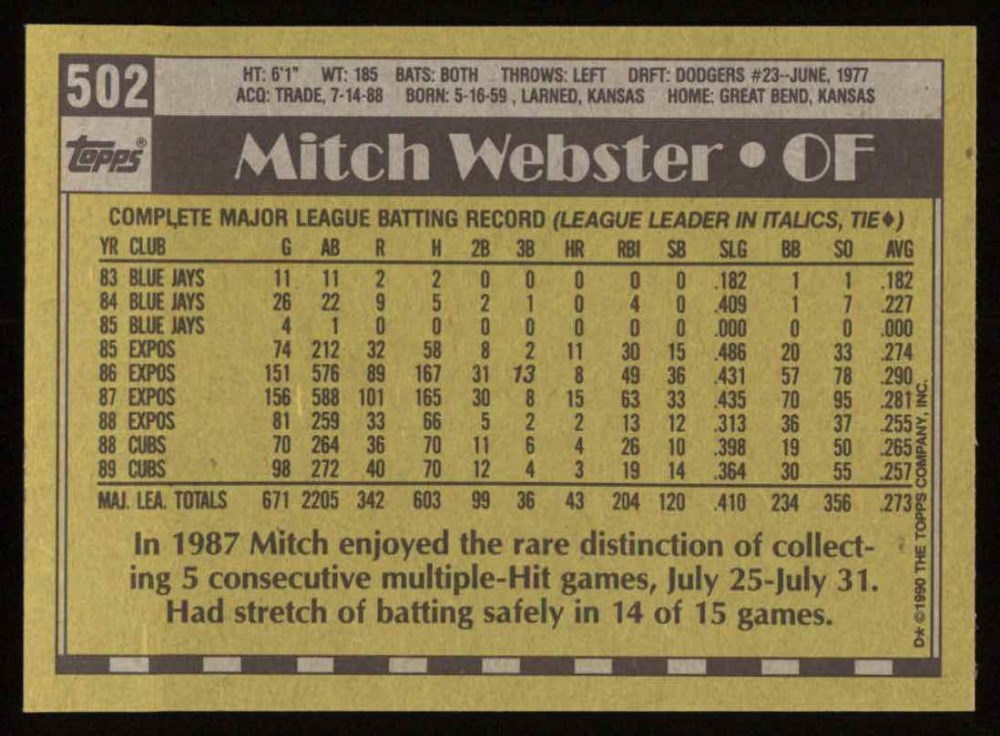 502
HT: 6'1" WT: 185 BATS: BOTH THROWS: LEFT DRFT: DODGERS #23--JUNE, 1977
ACQ: TRADE, 7-14-88 BORN: 5-16-59 , LARNED, KANSAS HOME: GREAT BEND, KANSAS
Topps®
Mitch Webster • OF
COMPLETE MAJOR LEAGUE BATTING RECORD (LEAGUE LEADER IN ITALICS, TIE♦)
YR CLUB G AB R H 2B 3B HR RBI SB SLG BB SO AVG
83 BLUE JAYS 11 11 2 2 0 0 0 0 0 .182 1 1 .182
84 BLUE JAYS 26 22 9 5 2 1 0 4 0 .409 1 7 .227
85 BLUE JAYS 4 1 0 0 0 0 0 0 0 .000 0 0 .000
85 EXPOS 74 212 32 58 8 2 11 30 15 .486 20 33 .274
86 EXPOS 151 576 89 167 31 13 8 49 36 .431 57 78 .290
87 EXPOS 156 588 101 165 30 8 15 63 33 .435 70 95 .281
88 EXPOS 81 259 33 66 5 2 2 13 12 .313 36 37 .255
88 CUBS 70 264 36 70 11 6 4 26 10 .398 19 50 .265
89 CUBS 98 272 40 70 12 4 3 19 14 .364 30 55 .257
MAJ. LEA. TOTALS 671 2205 342 603 99 36 43 204 120 .410 234 356 .273
In 1987 Mitch enjoyed the rare distinction of collect-
ing 5 consecutive multiple-Hit games, July 25-July 31.
Had stretch of batting safely in 14 of 15 games.
D* ©1990 THE TOPPS COMPANY, INC.